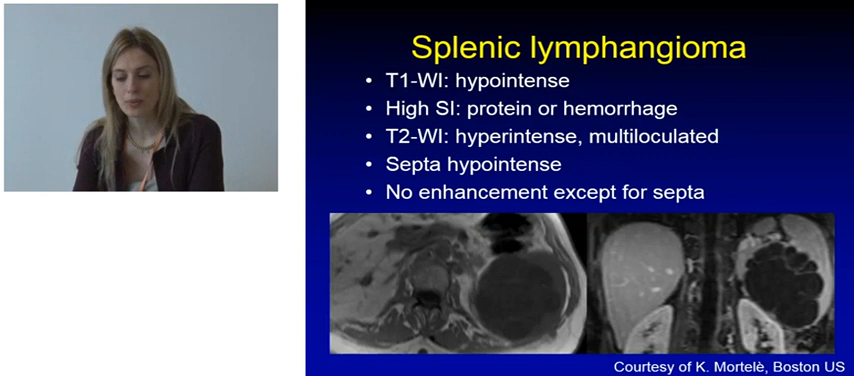 Splenic lymphangioma
• T1-WI: hypointense
• High SI: protein or hemorrhage
• T2-WI: hyperintense, multiloculated
• Septa hypointense
• No enhancement except for septa
Courtesy of K. Mortelè, Boston US